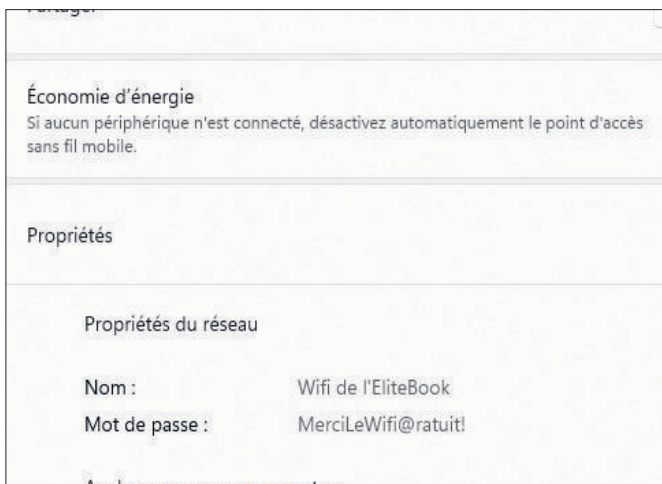 Partager
Économie d’énergie
Si aucun périphérique n'est connecté, désactivez automatiquement le point d'accès
sans fil mobile.
Propriétés
Propriétés du réseau
Nom : Wifi de l'EliteBook
Mot de passe : MerciLeWifi@ratuit!